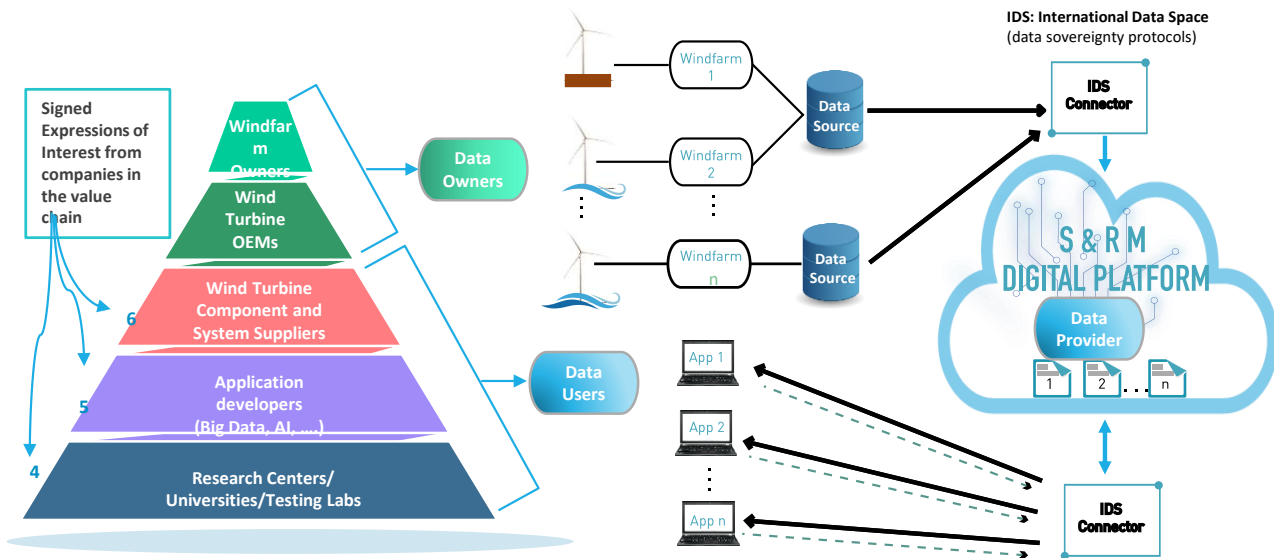 Signed
Expressions of
Interest from
companies in
the value
chain
Windfar
m
Owners
Wind
Turbine
OEMs
Wind Turbine
Component and
System Suppliers
6
Application
developers
(Big Data, AI, ....)
5
Research Centers/
Universities/Testing Labs
4
Data
Owners
Data
Users
Windfarm
1
Windfarm
2
Windfarm
n
Data
Source
Data
Source
IDS: International Data Space
(data sovereignty protocols)
IDS
Connector
S & R M
DIGITAL PLATFORM
Data
Provider
1
2
...
n
App 1
App 2
App n
IDS
Connector